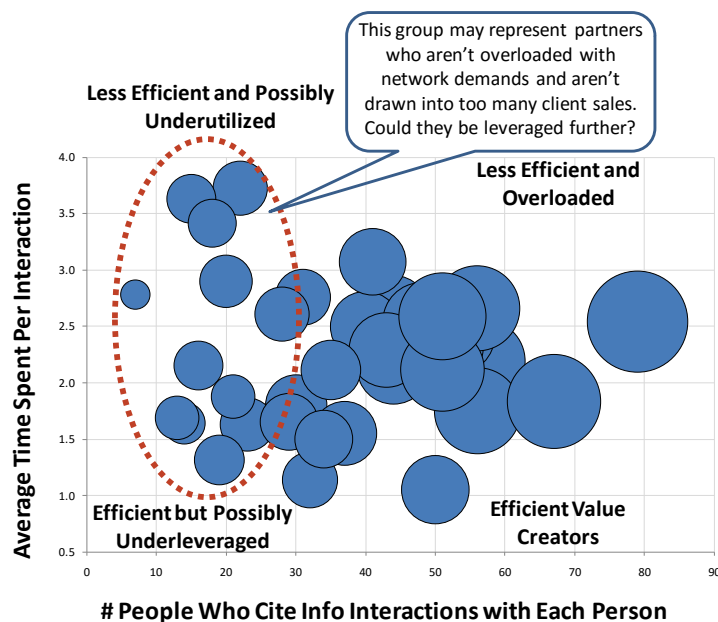 This group may represent partners
who aren't overloaded with
network demands and aren't
drawn into too many client sales.
Could they be leveraged further?
Less Efficient and Possibly
Underutilized
Less Efficient and
Overloaded
4.0
3.5
3.0
2.5
2.0
1.5
1.0
0.5
Average Time Spent Per Interaction
Efficient but Possibly
Underleveraged
Efficient Value
Creators
0 10 20 30 40 50 60 70 80 90
# People Who Cite Info Interactions with Each Person